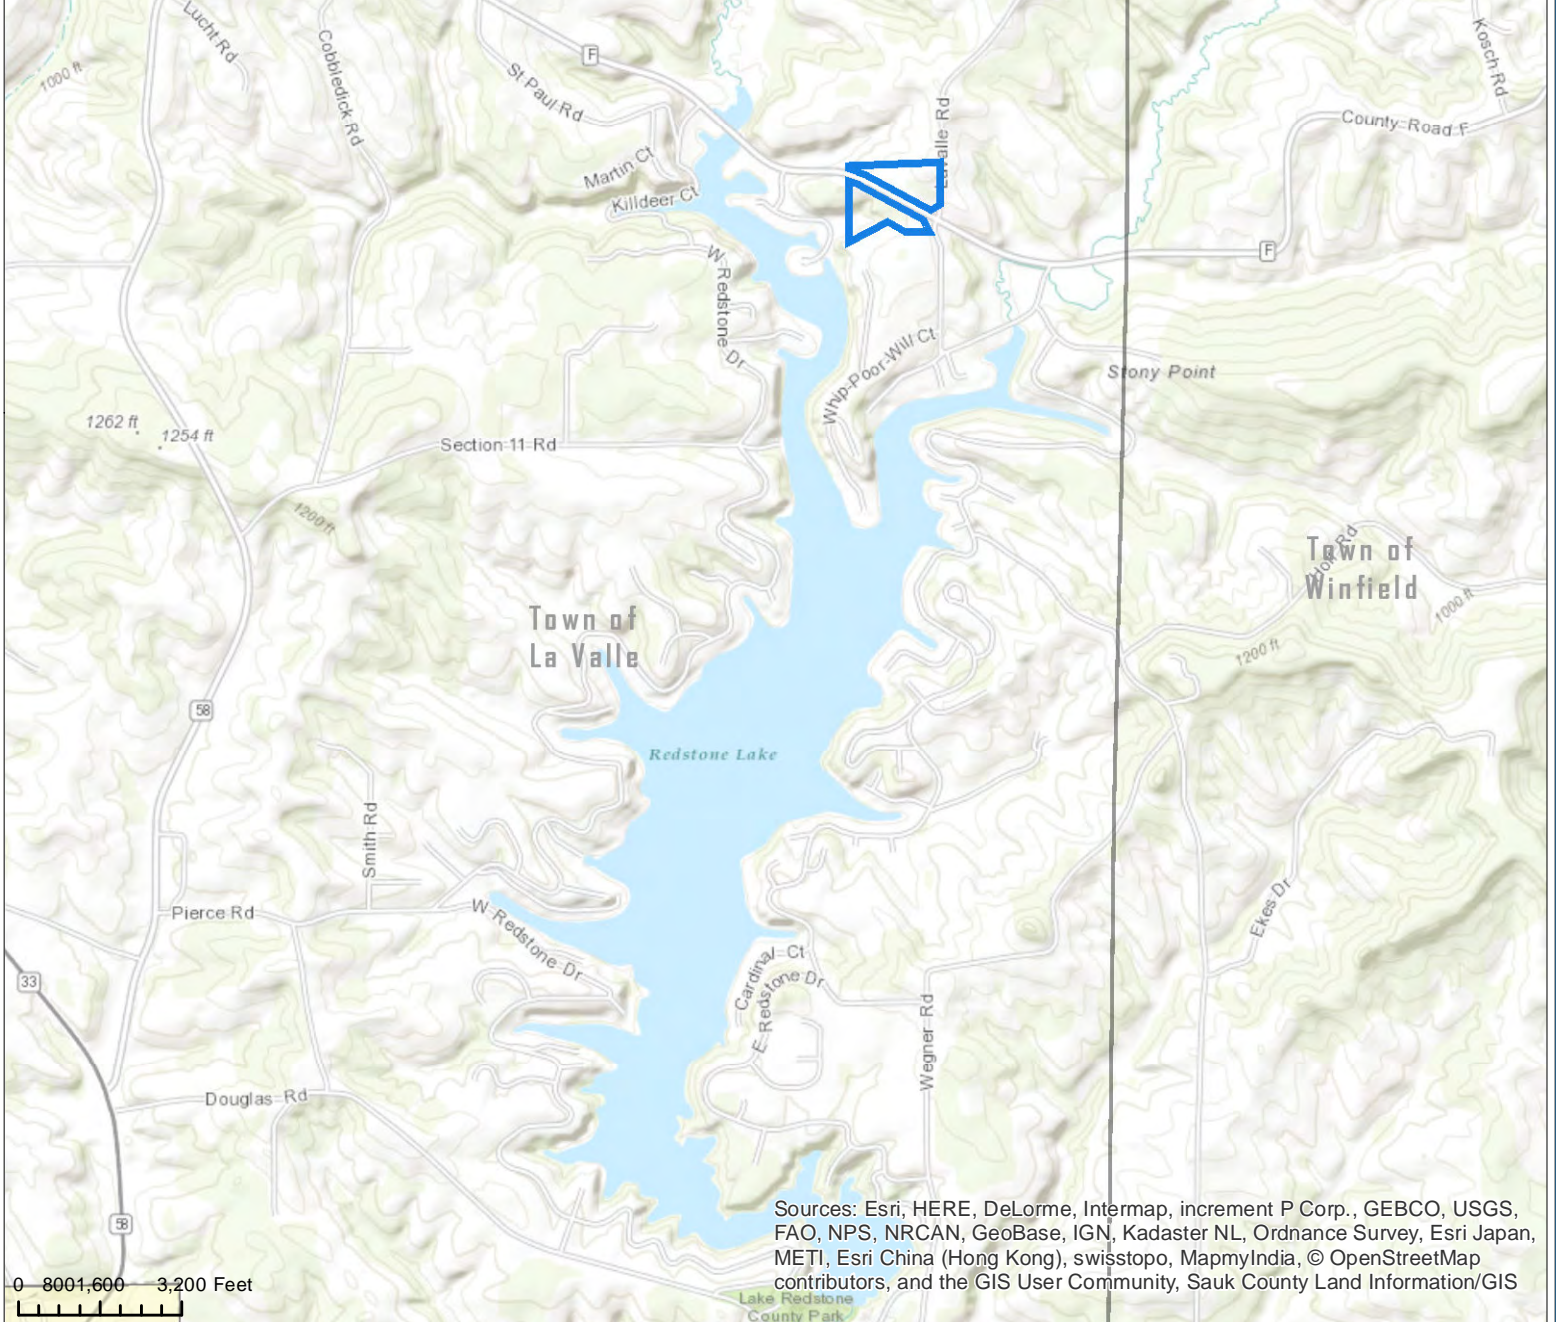 Lucht Rd
1000 ft
Cobbledick Rd
F
St Paul Rd
Kosch Rd
County Road F
Lavalle Rd
Martin Ct
Killdeer Ct
W Redstone Dr
F
Whip-Poor-Will Ct
Stony Point
1262 ft
1254 ft
Section 11 Rd
1200 ft
Town of
Winfield
1000 ft
1200 ft
Town of
La Valle
58
Redstone Lake
Smith Rd
Pierce Rd
W Redstone Dr
Ekes Dr
Cardinal Ct
E Redstone Dr
33
Wegner Rd
Douglas Rd
58
Sources: Esri, HERE, DeLorme, Intermap, increment P Corp., GEBCO, USGS,
FAO, NPS, NRCAN, GeoBase, IGN, Kadaster NL, Ordnance Survey, Esri Japan,
METI, Esri China (Hong Kong), swisstopo, MapmyIndia, © OpenStreetMap
contributors, and the GIS User Community, Sauk County Land Information/GIS
0 800 1,600 3,200 Feet
Lake Redstone
County Park